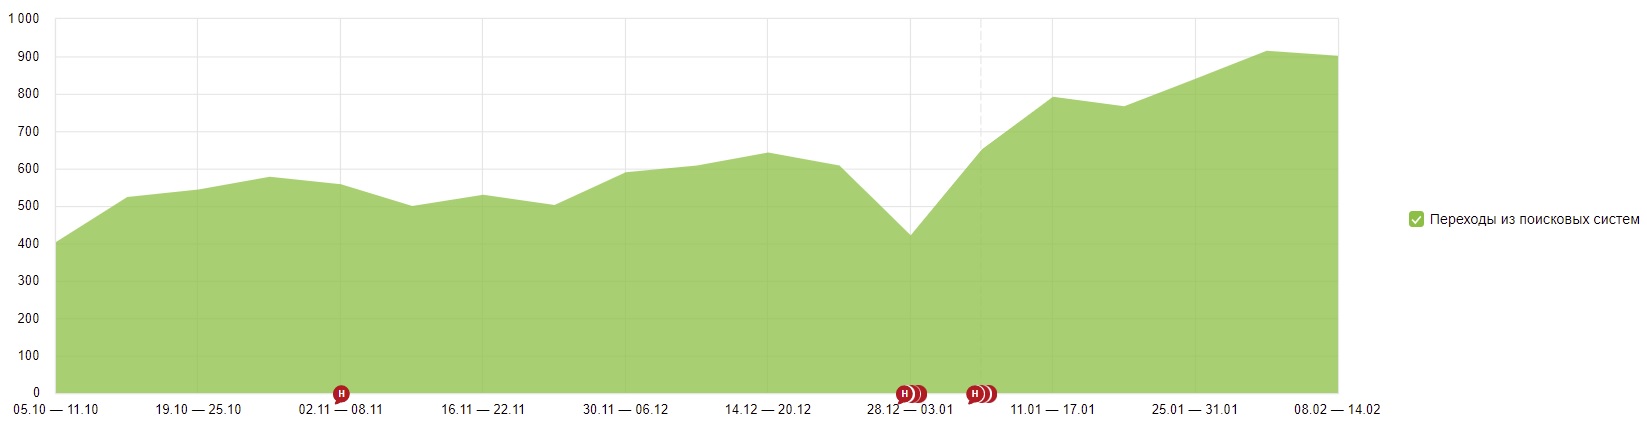 1 000
900
800
700
600
500
400
300
200
100
0
05.10 — 11.10
19.10 — 25.10
02.11 — 08.11
16.11 — 22.11
30.11 — 06.12
14.12 — 20.12
28.12 — 03.01
11.01 — 17.01
25.01 — 31.01
08.02 — 14.02
Н
Н
Н
Переходы из поисковых систем